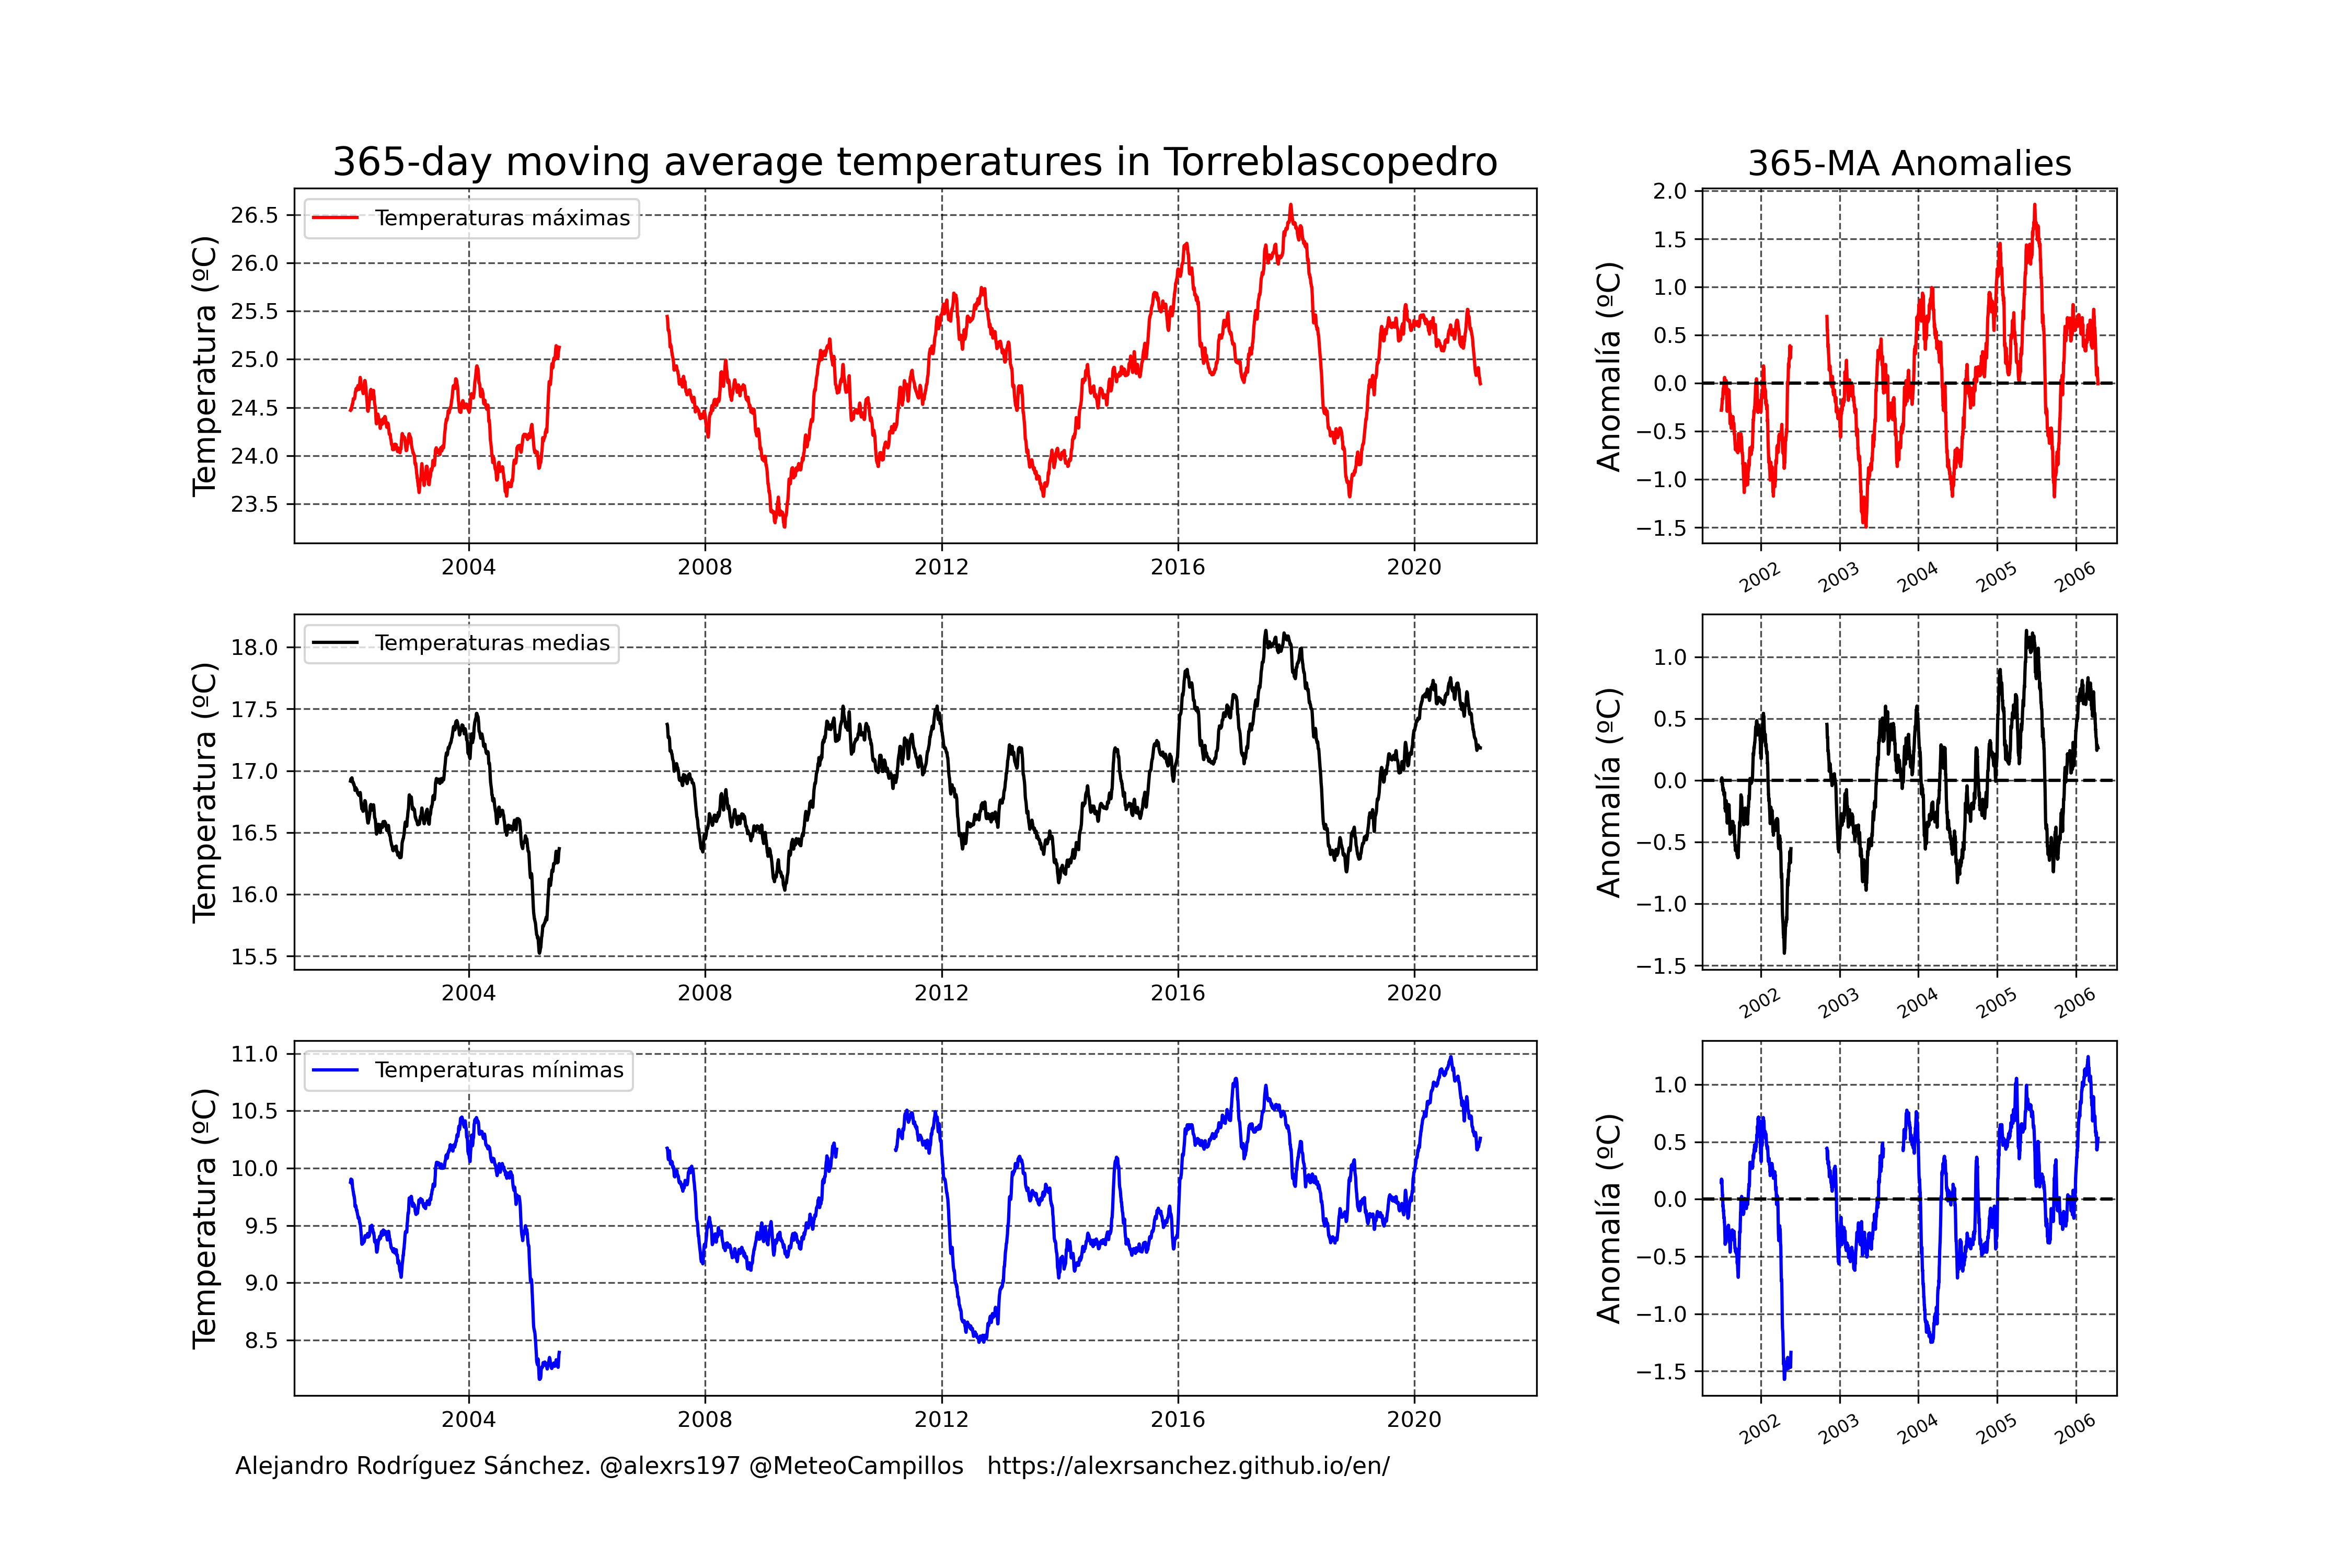 365-day moving average temperatures in Torreblascopedro
Temperatura (ºC)
26.5
26.0
25.5
25.0
24.5
24.0
23.5
Temperaturas máximas
2004 2008 2012 2016 2020
365-MA Anomalies
Anomalía (ºC)
2.0
1.5
1.0
0.5
0.0
−0.5
−1.0
−1.5
2002 2003 2004 2005 2006
Temperatura (ºC)
18.0
17.5
17.0
16.5
16.0
15.5
Temperaturas medias
2004 2008 2012 2016 2020
Anomalía (ºC)
1.0
0.5
0.0
−0.5
−1.0
−1.5
2002 2003 2004 2005 2006
Temperatura (ºC)
11.0
10.5
10.0
9.5
9.0
8.5
Temperaturas mínimas
2004 2008 2012 2016 2020
Anomalía (ºC)
1.0
0.5
0.0
−0.5
−1.0
−1.5
2002 2003 2004 2005 2006
Alejandro Rodríguez Sánchez. @alexrs197 @MeteoCampillos https://alexrsanchez.github.io/en/